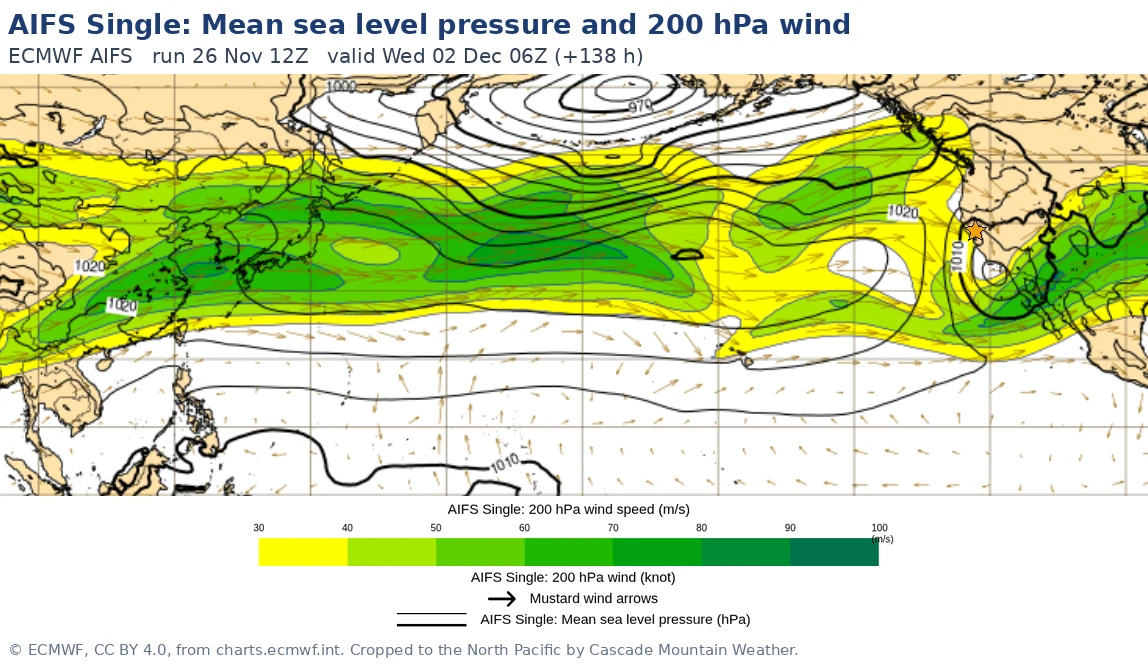 AIFS Single: Mean sea level pressure and 200 hPa wind
ECMWF AIFS   run 26 Nov 12Z   valid Wed 02 Dec 06Z (+138 h)
1000
970
1020
1010
1020
1020
1010
AIFS Single: 200 hPa wind speed (m/s)
30 40 50 60 70 80 90 100
(m/s)
AIFS Single: 200 hPa wind (knot)
Mustard wind arrows
AIFS Single: Mean sea level pressure (hPa)
© ECMWF, CC BY 4.0, from charts.ecmwf.int. Cropped to the North Pacific by Cascade Mountain Weather.